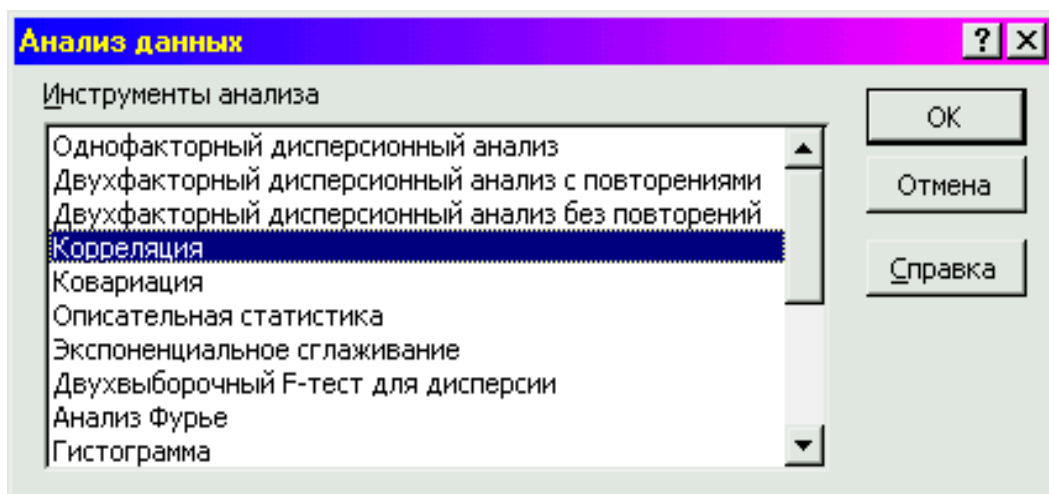 Анализ данных
Инструменты анализа
Однофакторный дисперсионный анализ
Двухфакторный дисперсионный анализ с повторениями
Двухфакторный дисперсионный анализ без повторений
Корреляция
Ковариация
Описательная статистика
Экспоненциальное сглаживание
Двухвыборочный F-тест для дисперсии
Анализ Фурье
Гистограмма
OK
Отмена
Справка